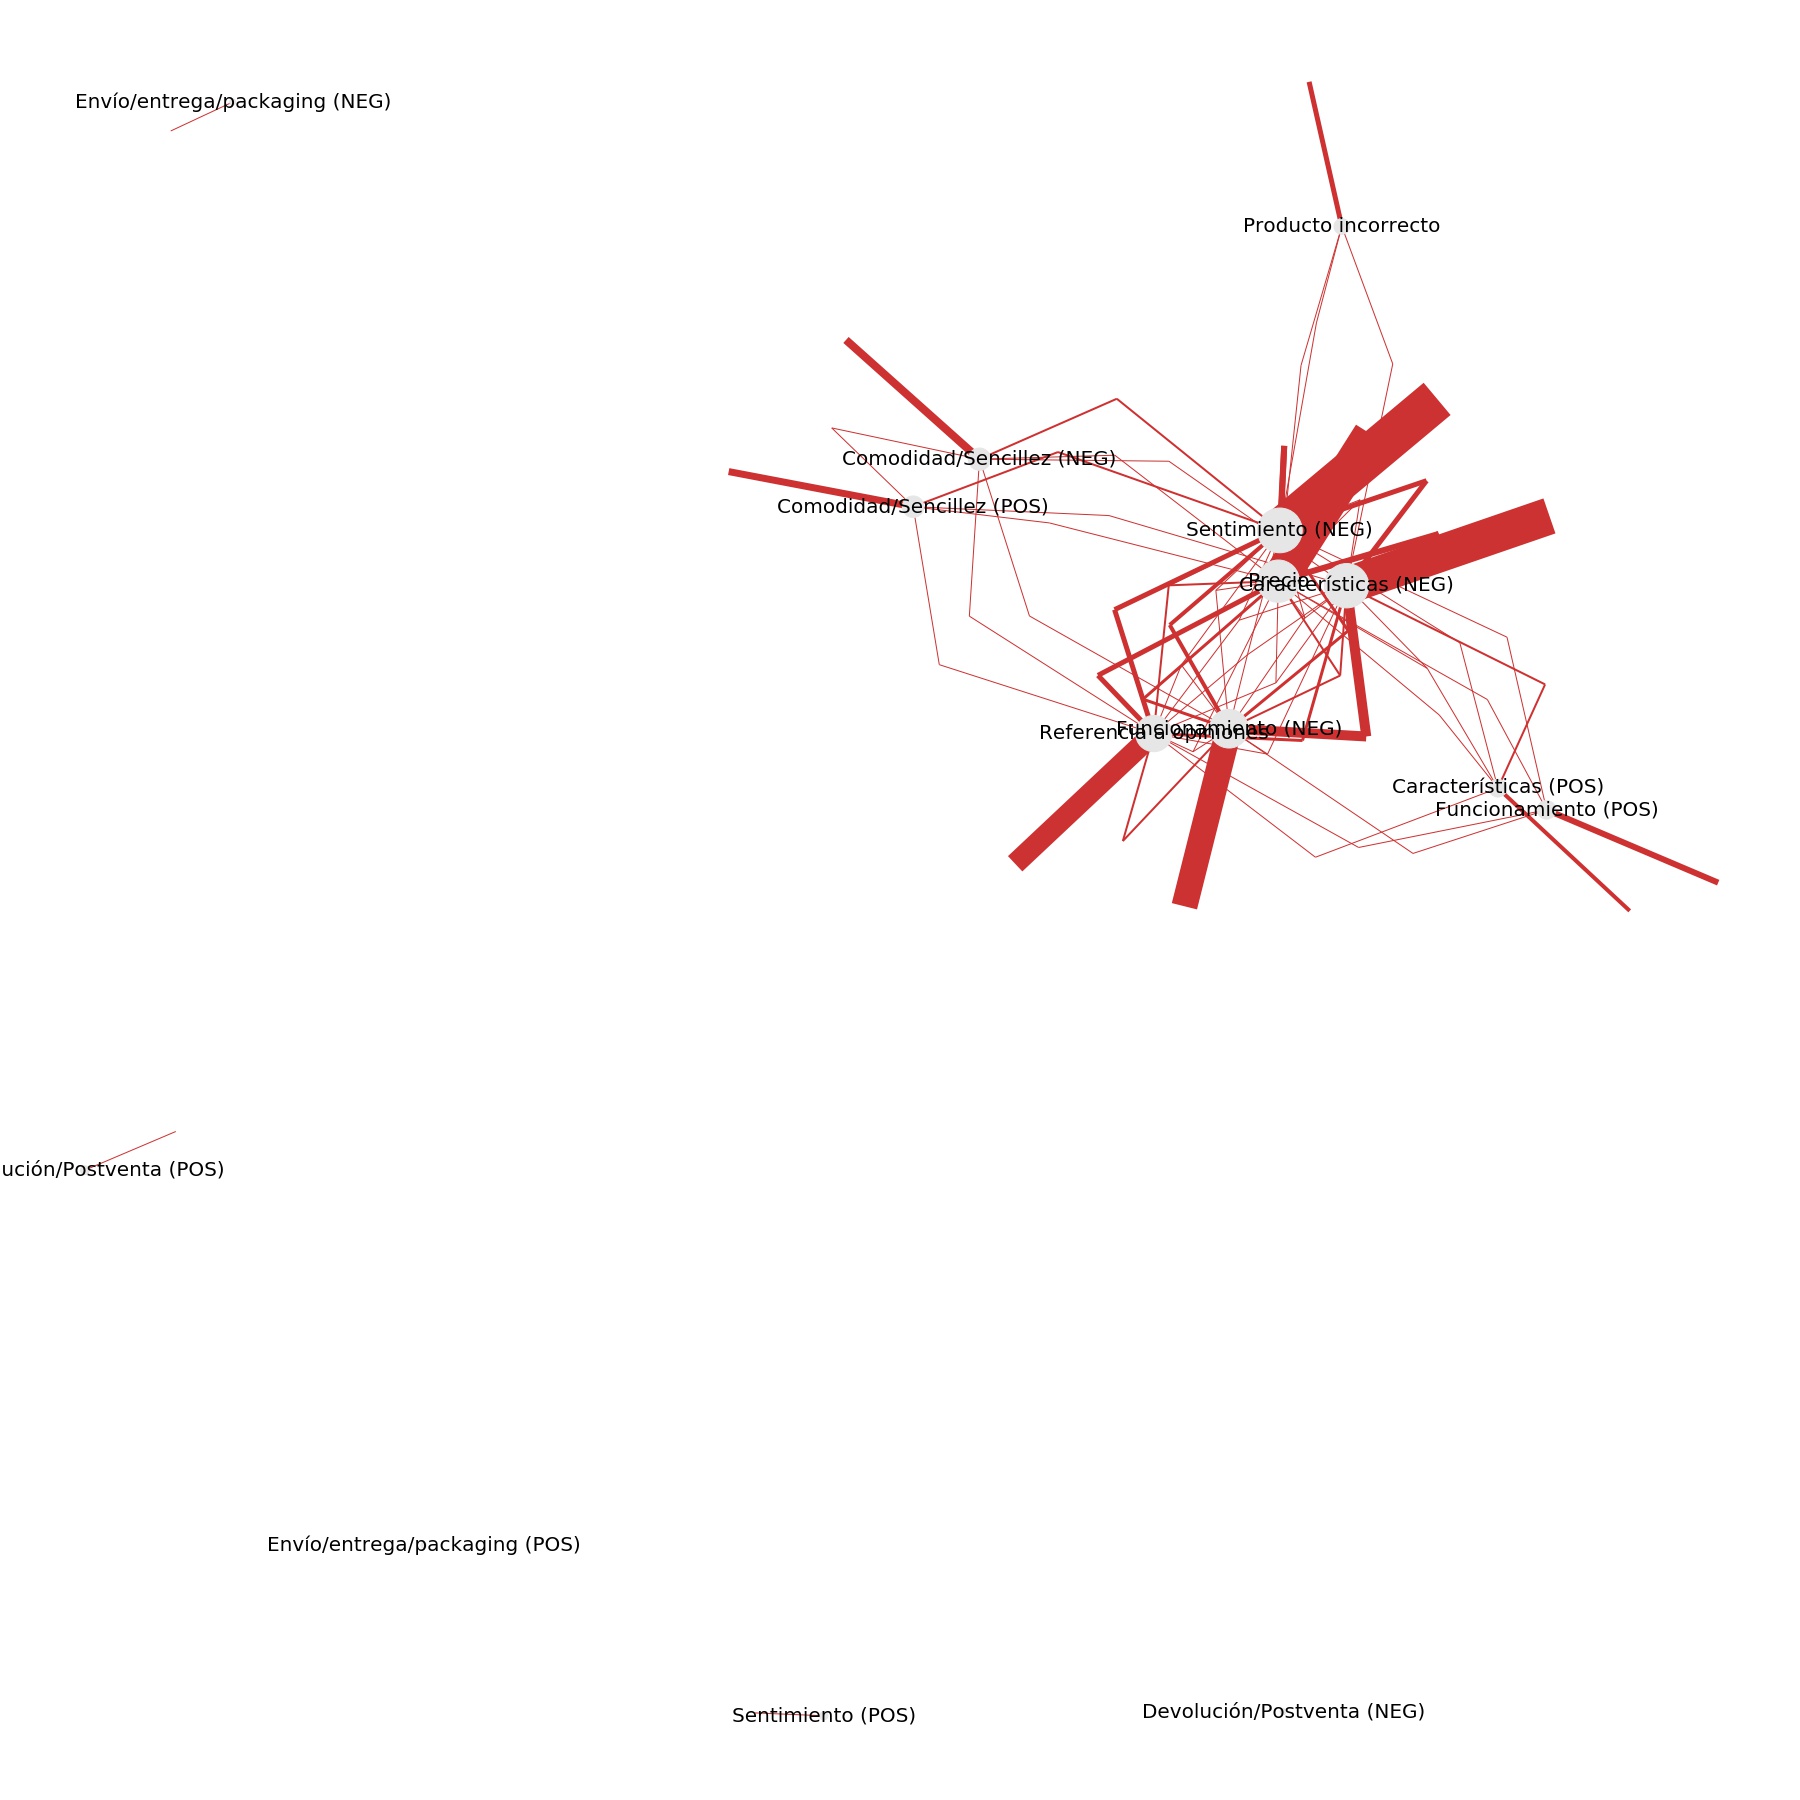 Envío/entrega/packaging (NEG)
Producto incorrecto
Comodidad/Sencillez (NEG)
Comodidad/Sencillez (POS)
Sentimiento (NEG)
Precio
Características (NEG)
Funcionamiento (NEG)
Referencia a opiniones
Características (POS)
Funcionamiento (POS)
ución/Postventa (POS)
Envío/entrega/packaging (POS)
Devolución/Postventa (NEG)
Sentimiento (POS)